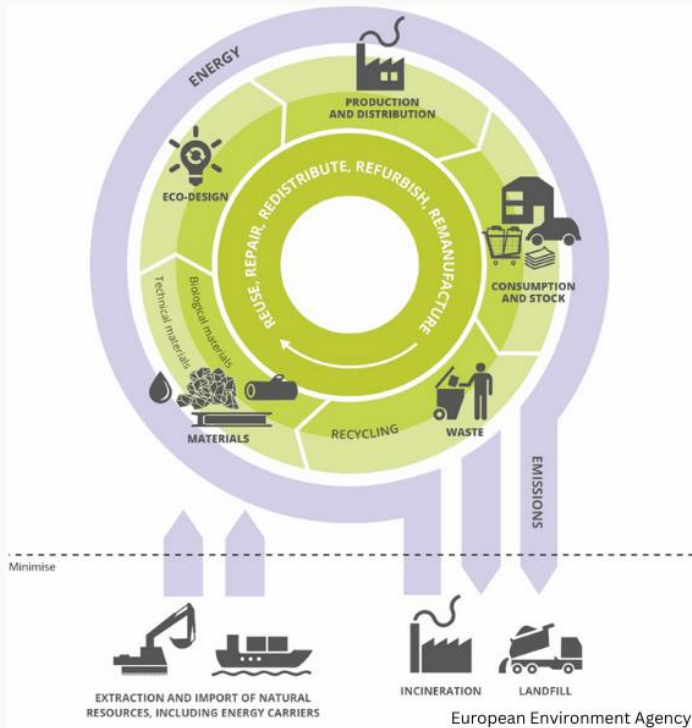 ENERGY
PRODUCTION
AND DISTRIBUTION
ECO-DESIGN
REUSE, REPAIR, REDISTRIBUTE, REFURBISH, REMANUFACTURE
CONSUMPTION
AND STOCK
Technical materials
Biological materials
MATERIALS
RECYCLING
WASTE
EMISSIONS
Minimise
EXTRACTION AND IMPORT OF NATURAL
RESOURCES, INCLUDING ENERGY CARRIERS
INCINERATION
LANDFILL
European Environment Agency